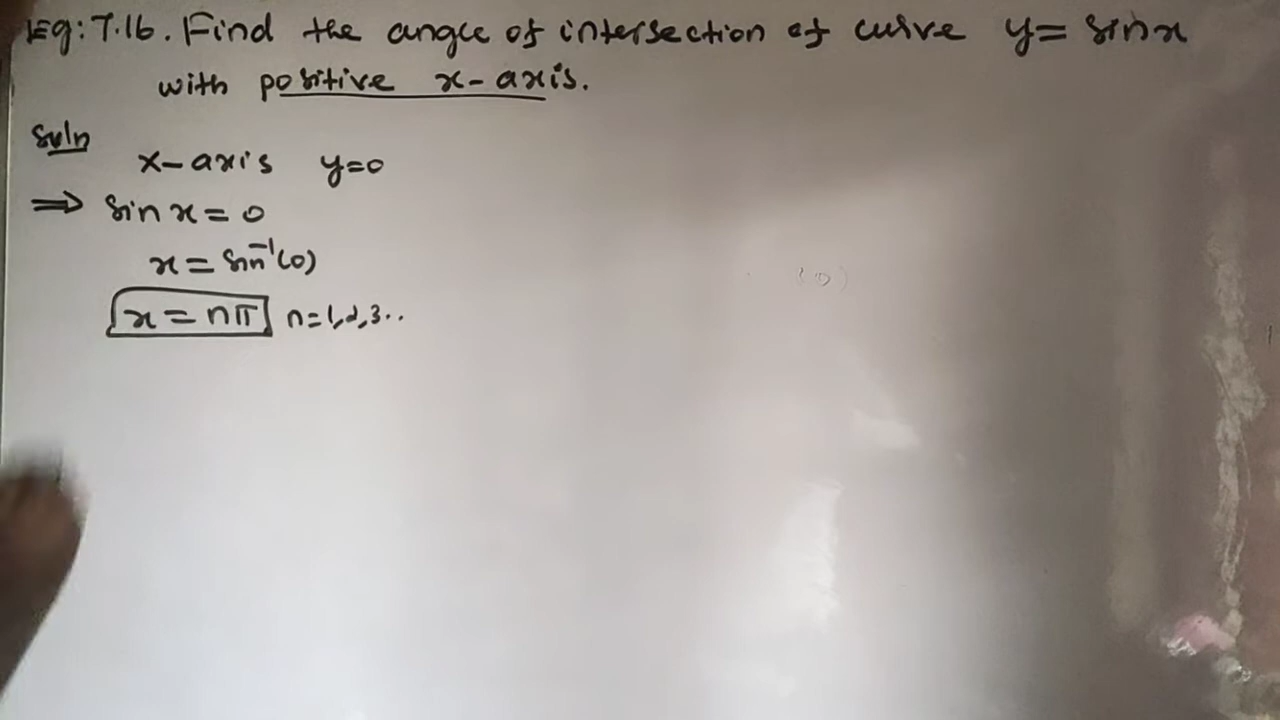 Eg: 7.16. Find the angle of intersection of curve y = sin x
with positive x-axis.
Soln
x-axis y=0
⇒ sin x = 0
x = sin⁻¹(0)
x = nπ n=1,2,3..
(0)